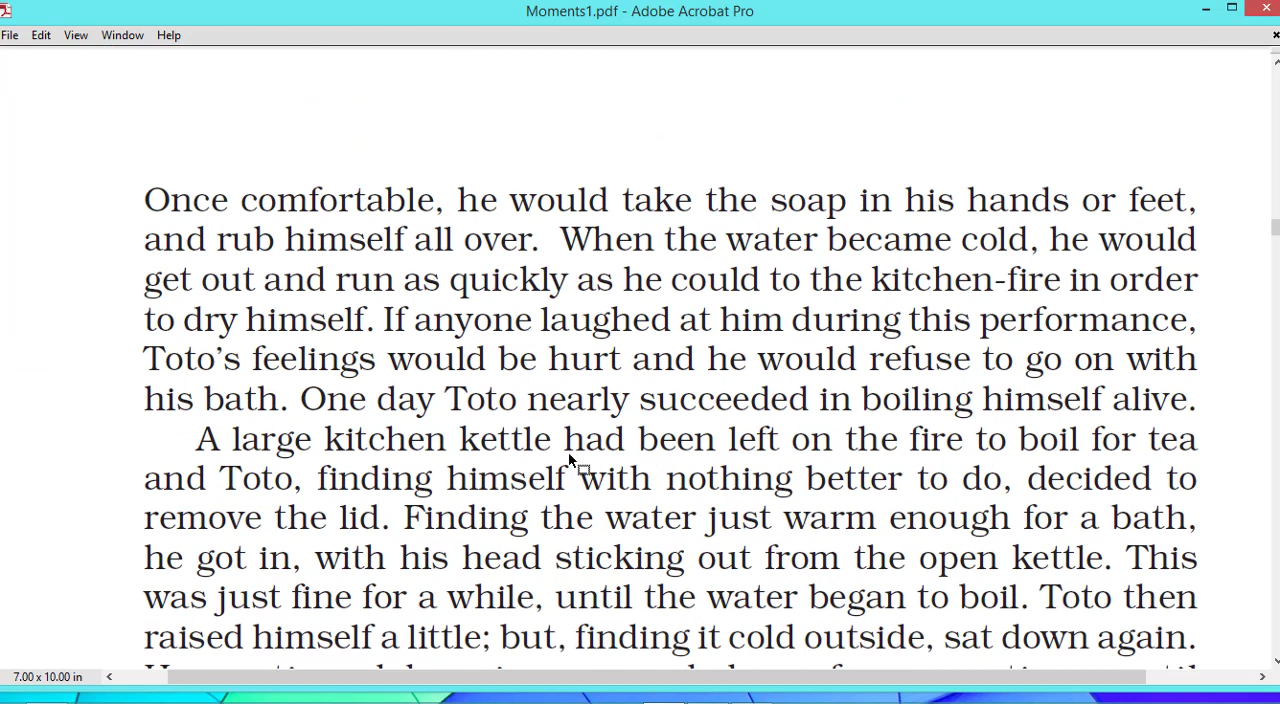 Moments1.pdf - Adobe Acrobat Pro
File Edit View Window Help
Once comfortable, he would take the soap in his hands or feet,
and rub himself all over. When the water became cold, he would
get out and run as quickly as he could to the kitchen-fire in order
to dry himself. If anyone laughed at him during this performance,
Toto's feelings would be hurt and he would refuse to go on with
his bath. One day Toto nearly succeeded in boiling himself alive.
A large kitchen kettle had been left on the fire to boil for tea
and Toto, finding himself with nothing better to do, decided to
remove the lid. Finding the water just warm enough for a bath,
he got in, with his head sticking out from the open kettle. This
was just fine for a while, until the water began to boil. Toto then
raised himself a little; but, finding it cold outside, sat down again.
7.00 x 10.00 in